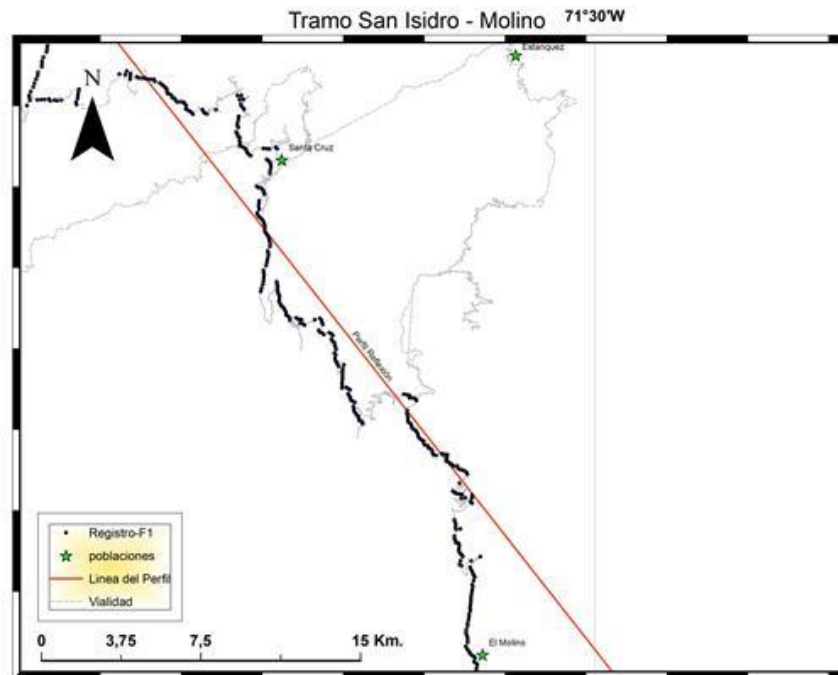 Tramo San Isidro - Molino 71°30'W
Estanquez
N
Santa Cruz
Perfil Reflexión
Registro-F1
poblaciones
Linea del Perfil
Vialidad
0 3,75 7,5 15 Km.
El Molino